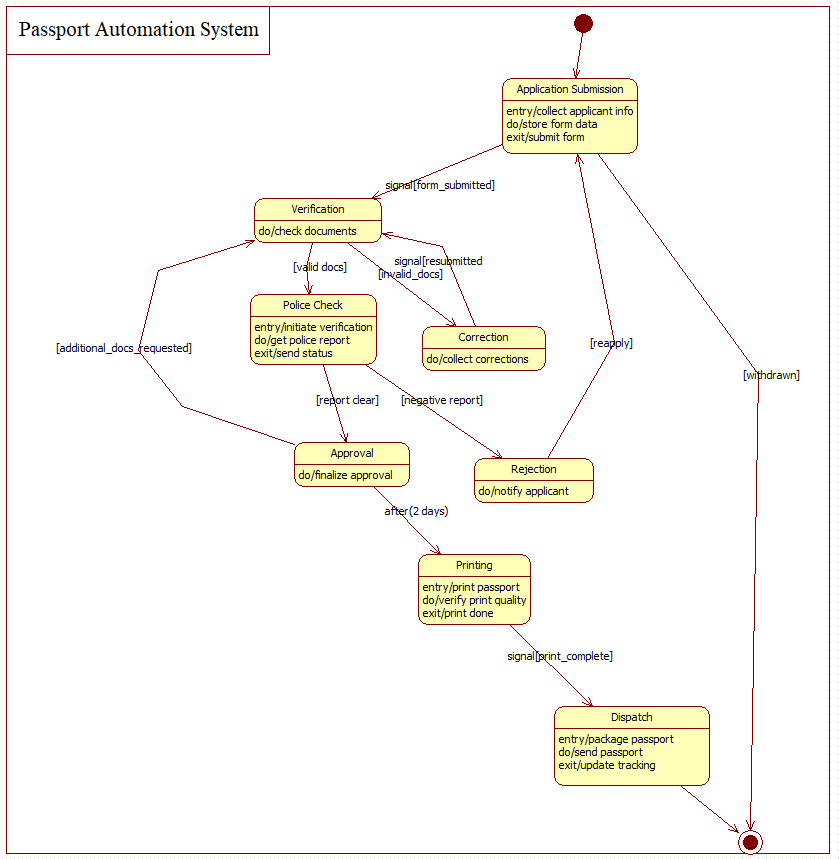 Passport Automation System
Application Submission
entry/collect applicant info
do/store form data
exit/submit form
signal[form_submitted]
Verification
do/check documents
[valid docs]
signal[resubmitted
[invalid_docs]
Police Check
entry/initiate verification
do/get police report
exit/send status
Correction
do/collect corrections
[reapply]
[additional_docs_requested]
[withdrawn]
[report clear]
[negative report]
Approval
do/finalize approval
Rejection
do/notify applicant
after(2 days)
Printing
entry/print passport
do/verify print quality
exit/print done
signal[print_complete]
Dispatch
entry/package passport
do/send passport
exit/update tracking